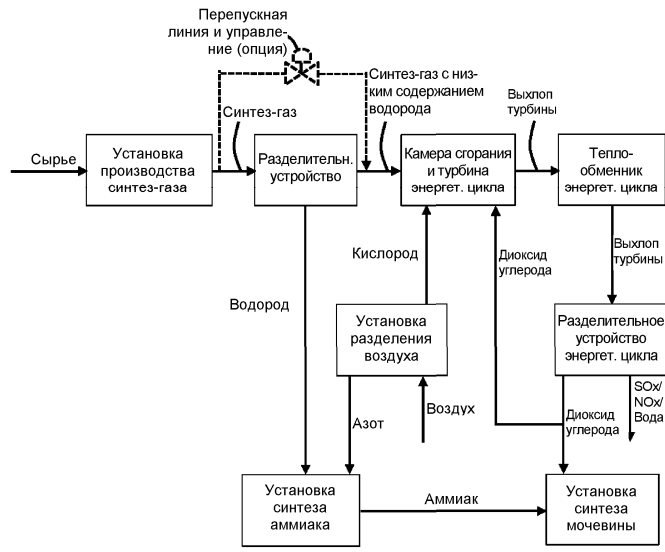 Перепускная
линия и управле-
ние (опция)
Синтез-газ с низ-
ким содержанием
водорода
Выхлоп
турбины
Синтез-газ
Сырье
Установка
производства
синтез-газа
Разделительн.
устройство
Камера сгорания
и турбина
энергет. цикла
Тепло-
обменник
энергет. цикла
Кислород
Диоксид
углерода
Выхлоп
турбины
Водород
Установка
разделения
воздуха
Разделительное
устройство
энергет. цикла
Азот
Воздух
Диоксид
углерода
SOx/
NOx/
Вода
Установка
синтеза
аммиака
Аммиак
Установка
синтеза
мочевины